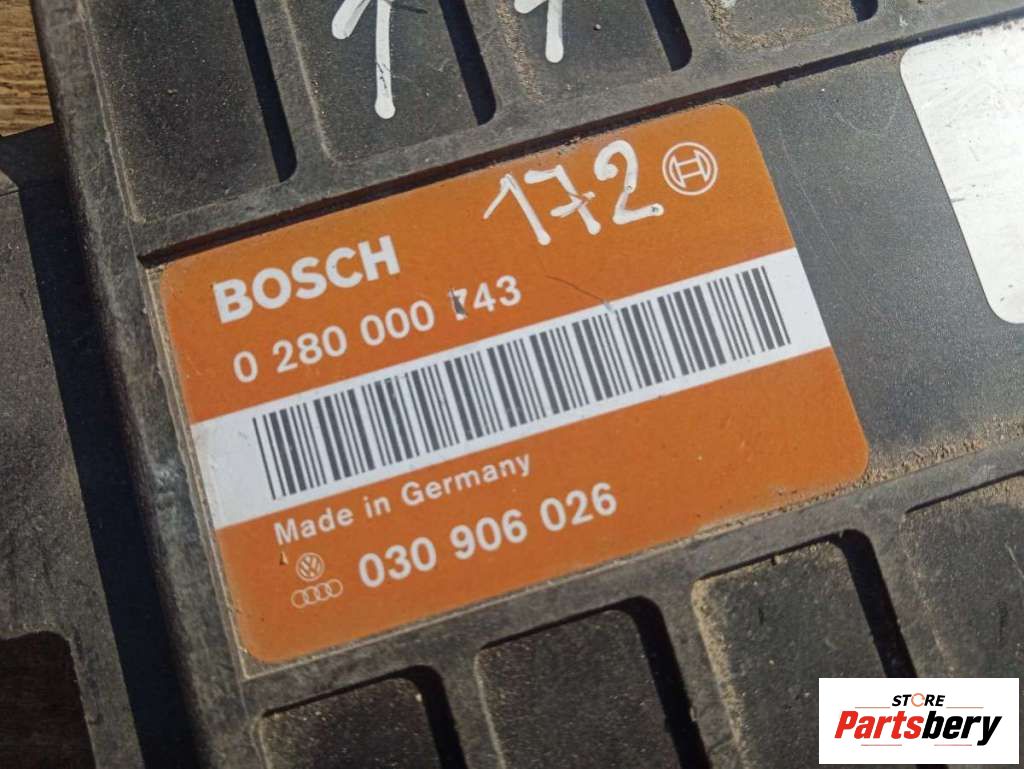 172
BOSCH
0 280 000 743
Made in Germany
030 906 026
STORE
Partsbery